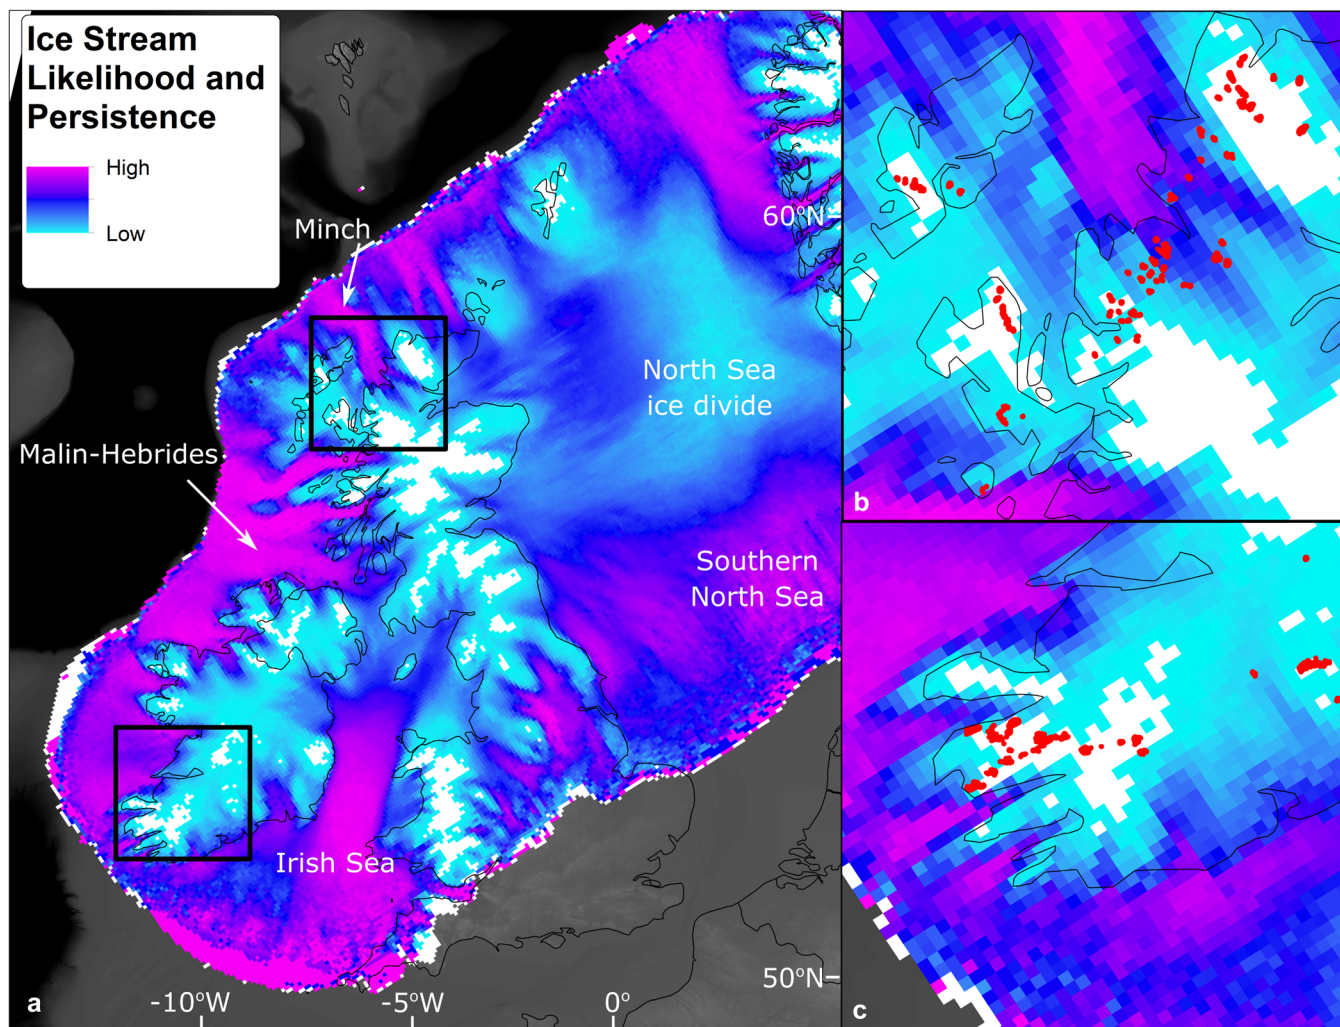 Ice Stream
Likelihood and
Persistence
High
Low
Minch
60°N
North Sea
ice divide
Malin-Hebrides
Southern
North Sea
Irish Sea
50°N
-10°W
-5°W
0°
a
b
c